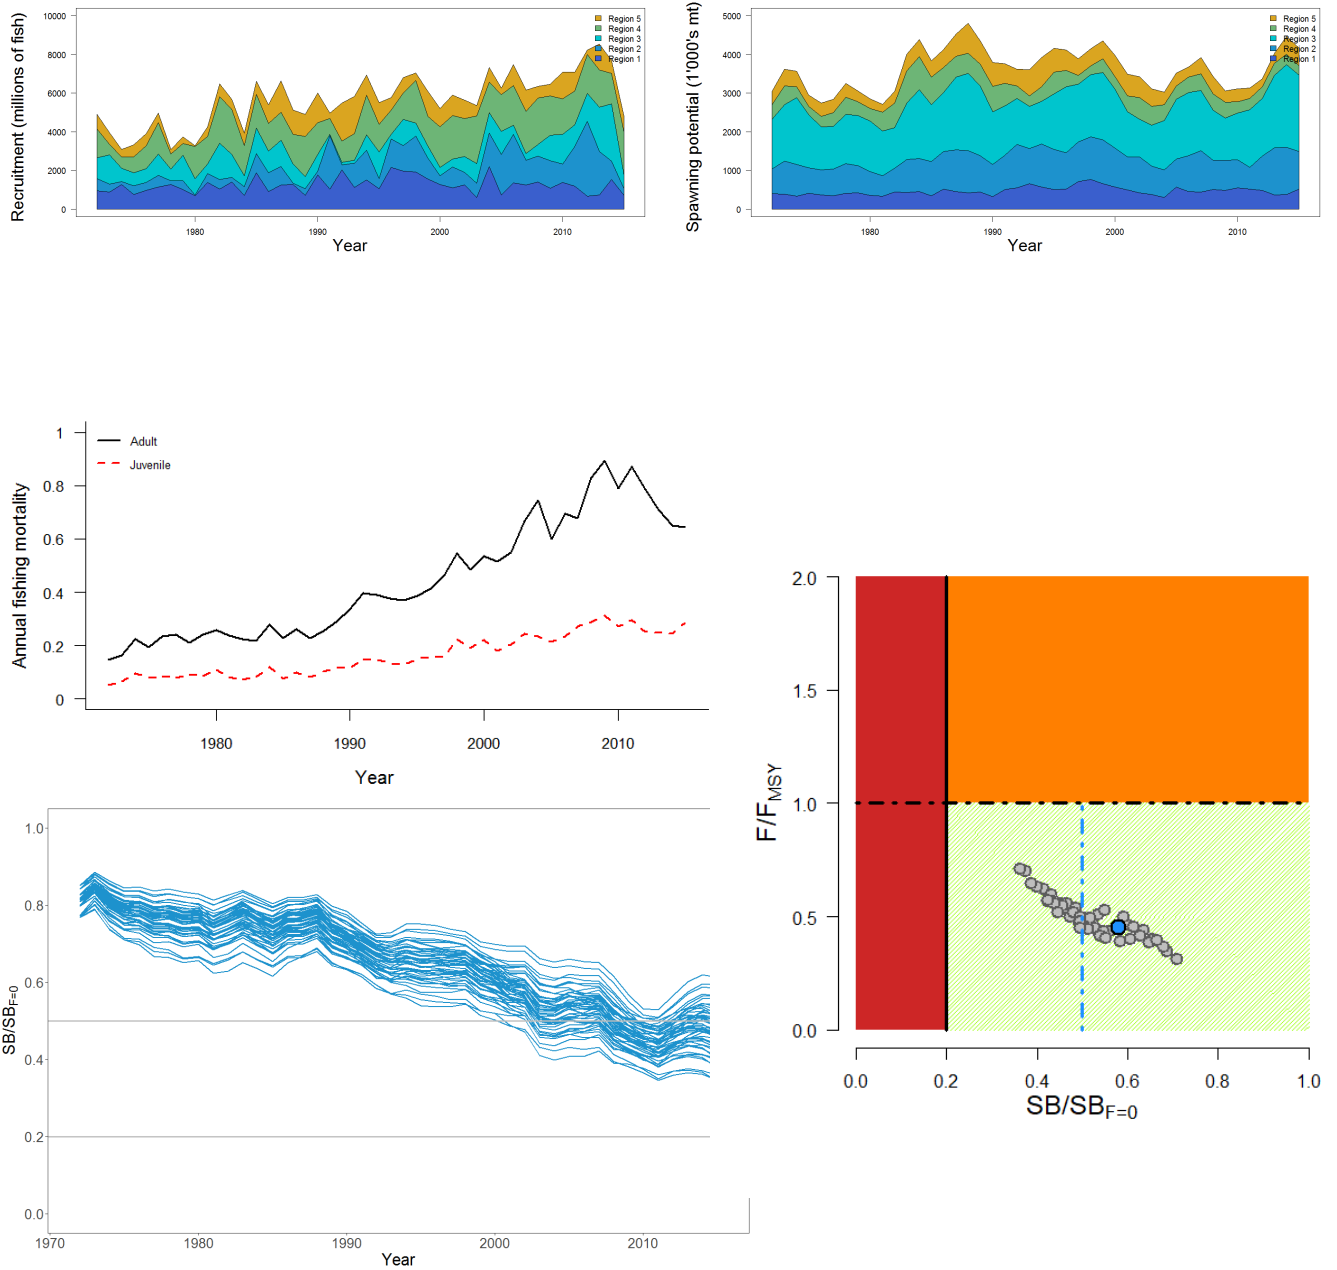 Recruitment (millions of fish)
10000
8000
6000
4000
2000
0
Region 5
Region 4
Region 3
Region 2
Region 1
1980
1990
2000
2010
Year
Spawning potential (1'000's mt)
5000
4000
3000
2000
1000
0
Region 5
Region 4
Region 3
Region 2
Region 1
1980
1990
2000
2010
Year
Annual fishing mortality
1
0.8
0.6
0.4
0.2
0
Adult
Juvenile
1980
1990
2000
2010
Year
SB/SBF=0
1.0
0.8
0.6
0.4
0.2
0.0
1970
1980
1990
2000
2010
Year
F/FMSY
2.0
1.5
1.0
0.5
0.0
0.0
0.2
0.4
0.6
0.8
1.0
SB/SBF=0